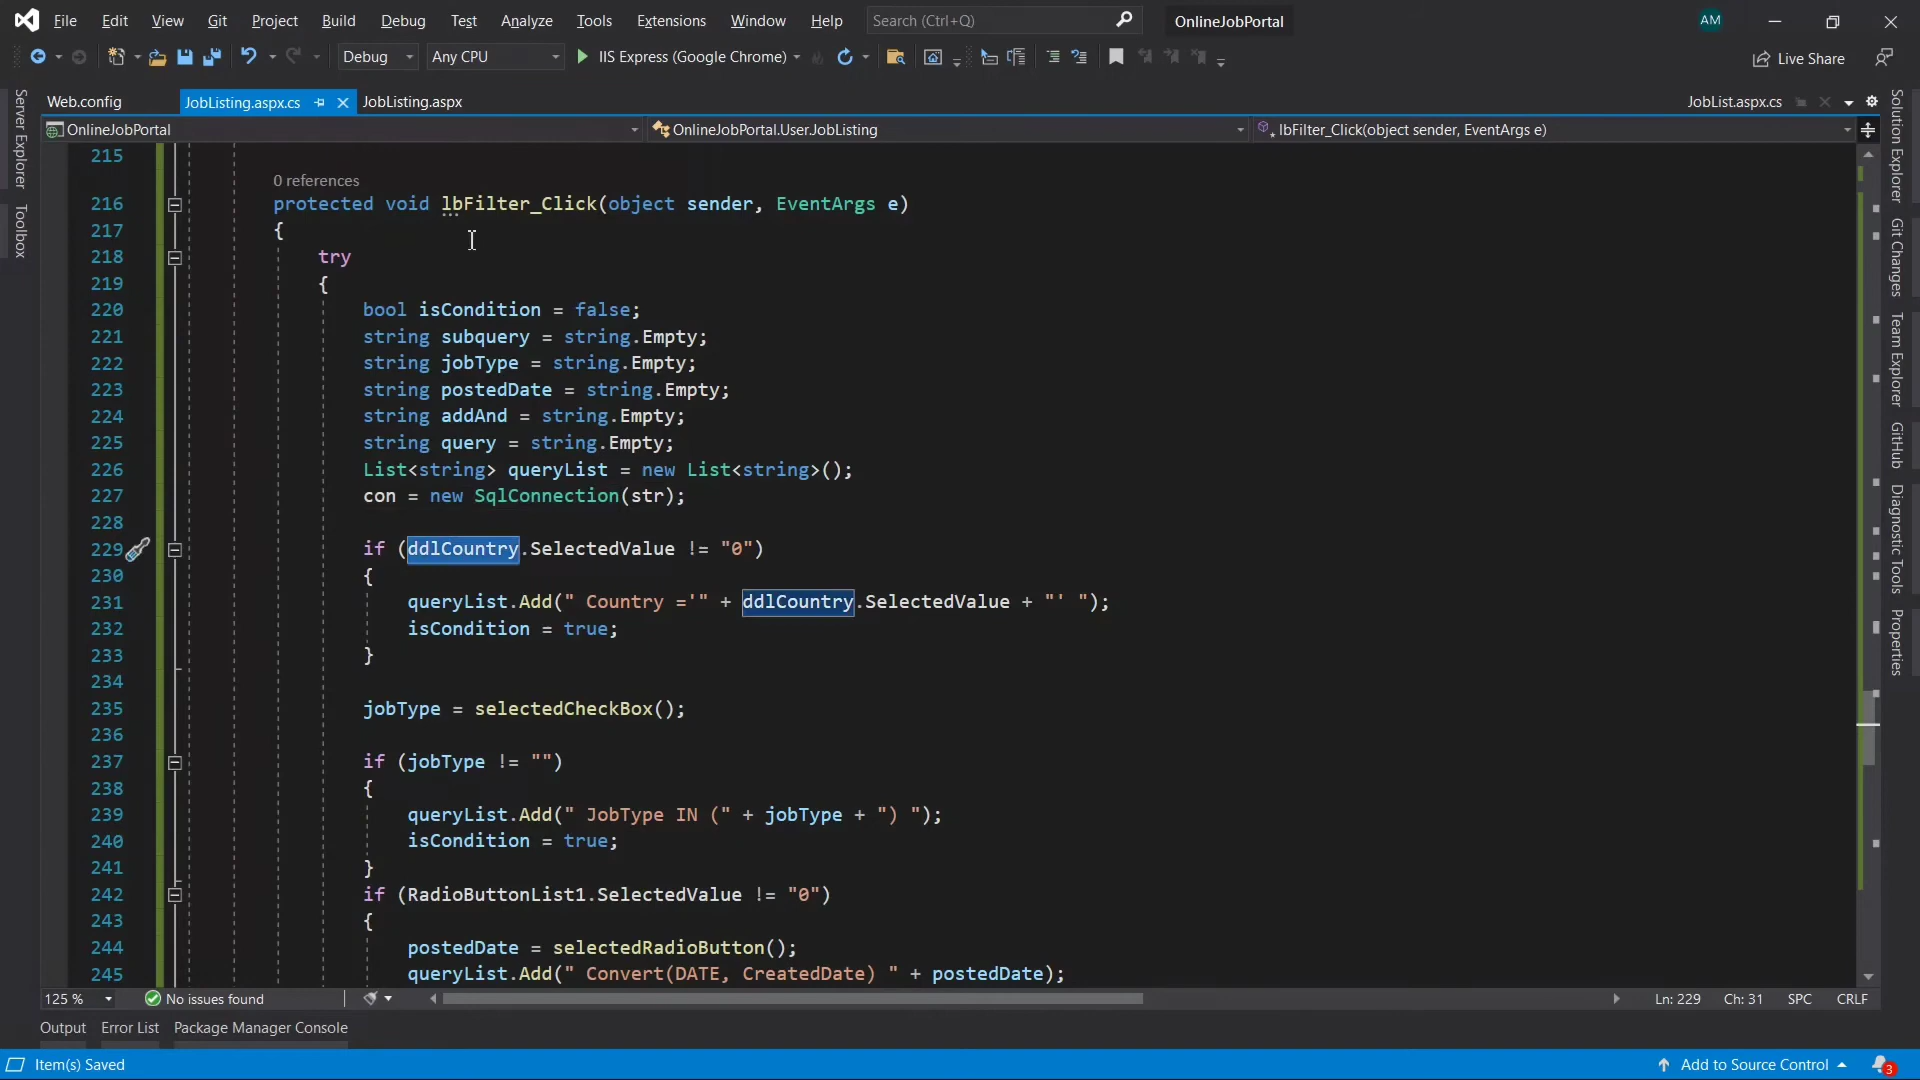 File Edit View Git Project Build Debug Test Analyze Tools Extensions Window Help Search (Ctrl+Q) OnlineJobPortal AM
Debug Any CPU IIS Express (Google Chrome) Live Share
Web.config JobListing.aspx.cs JobListing.aspx JobList.aspx.cs
OnlineJobPortal OnlineJobPortal.User.JobListing lbFilter_Click(object sender, EventArgs e)
Server Explorer
Toolbox
215
0 references
216 protected void lbFilter_Click(object sender, EventArgs e)
217 {
218 try
219 {
220 bool isCondition = false;
221 string subquery = string.Empty;
222 string jobType = string.Empty;
223 string postedDate = string.Empty;
224 string addAnd = string.Empty;
225 string query = string.Empty;
226 List<string> queryList = new List<string>();
227 con = new SqlConnection(str);
228
229 if (ddlCountry.SelectedValue != "0")
230 {
231 queryList.Add(" Country ='" + ddlCountry.SelectedValue + "' ");
232 isCondition = true;
233 }
234
235 jobType = selectedCheckBox();
236
237 if (jobType != "")
238 {
239 queryList.Add(" JobType IN (" + jobType + ") ");
240 isCondition = true;
241 }
242 if (RadioButtonList1.SelectedValue != "0")
243 {
244 postedDate = selectedRadioButton();
245 queryList.Add(" Convert(DATE, CreatedDate) " + postedDate);
Solution Explorer
Git Changes
Team Explorer
GitHub
Diagnostic Tools
Properties
125 % No issues found Ln: 229 Ch: 31 SPC CRLF
Output Error List Package Manager Console
Item(s) Saved Add to Source Control 3